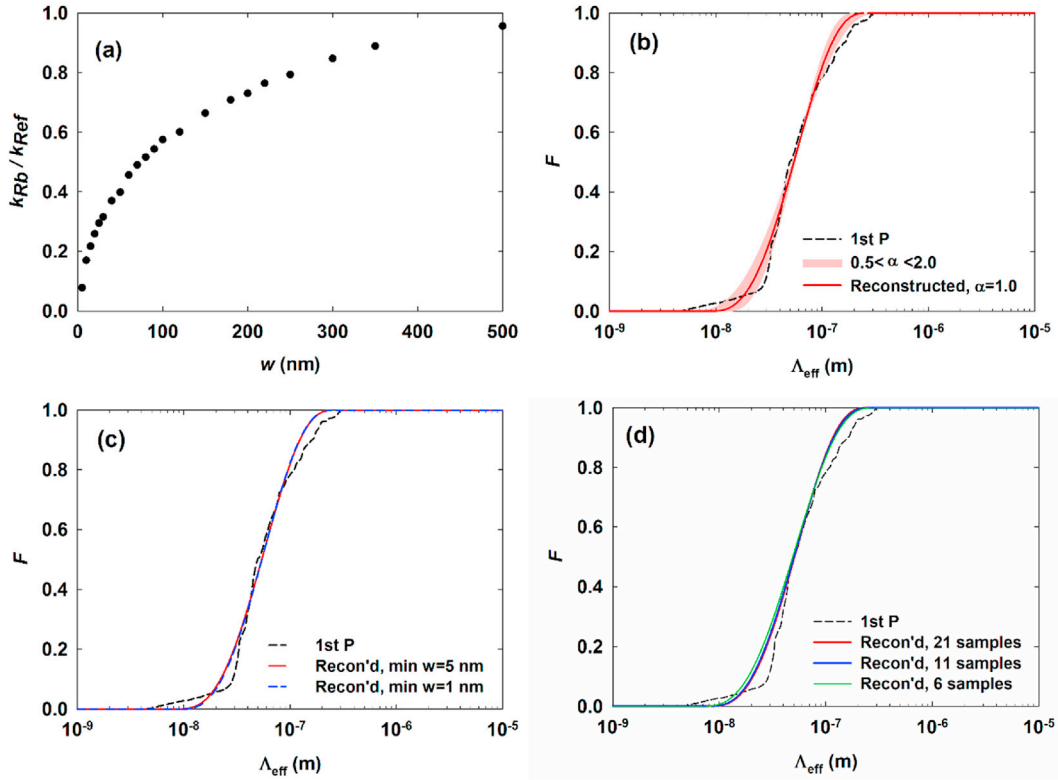 (a)
1.0
0.8
0.6
0.4
0.2
0.0
k_Rb / k_Ref
0 100 200 300 400 500
w (nm)
(b)
1.0
0.8
0.6
0.4
0.2
0.0
F
1st P
0.5< α <2.0
Reconstructed, α=1.0
10⁻⁹ 10⁻⁸ 10⁻⁷ 10⁻⁶ 10⁻⁵
Λ_eff (m)
(c)
1.0
0.8
0.6
0.4
0.2
0.0
F
1st P
Recon'd, min w=5 nm
Recon'd, min w=1 nm
10⁻⁹ 10⁻⁸ 10⁻⁷ 10⁻⁶ 10⁻⁵
Λ_eff (m)
(d)
1.0
0.8
0.6
0.4
0.2
0.0
F
1st P
Recon'd, 21 samples
Recon'd, 11 samples
Recon'd, 6 samples
10⁻⁹ 10⁻⁸ 10⁻⁷ 10⁻⁶ 10⁻⁵
Λ_eff (m)